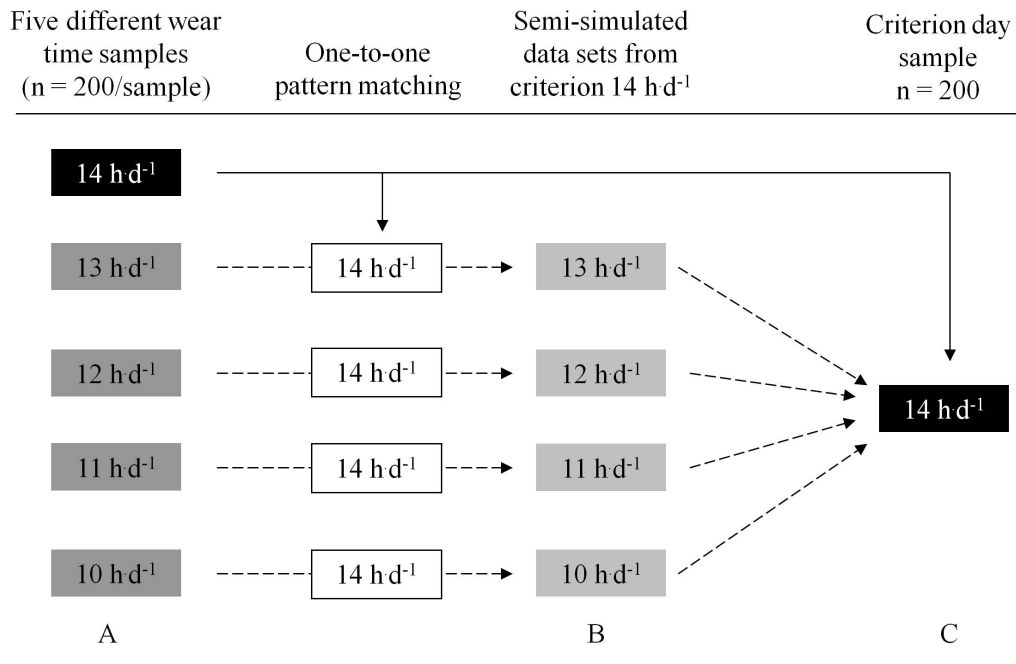 Five different wear
time samples
(n = 200/sample)
One-to-one
pattern matching
Semi-simulated
data sets from
criterion 14 h·d⁻¹
Criterion day
sample
n = 200
14 h·d⁻¹
13 h·d⁻¹
14 h·d⁻¹
13 h·d⁻¹
12 h·d⁻¹
14 h·d⁻¹
12 h·d⁻¹
14 h·d⁻¹
11 h·d⁻¹
14 h·d⁻¹
11 h·d⁻¹
10 h·d⁻¹
14 h·d⁻¹
10 h·d⁻¹
A
B
C